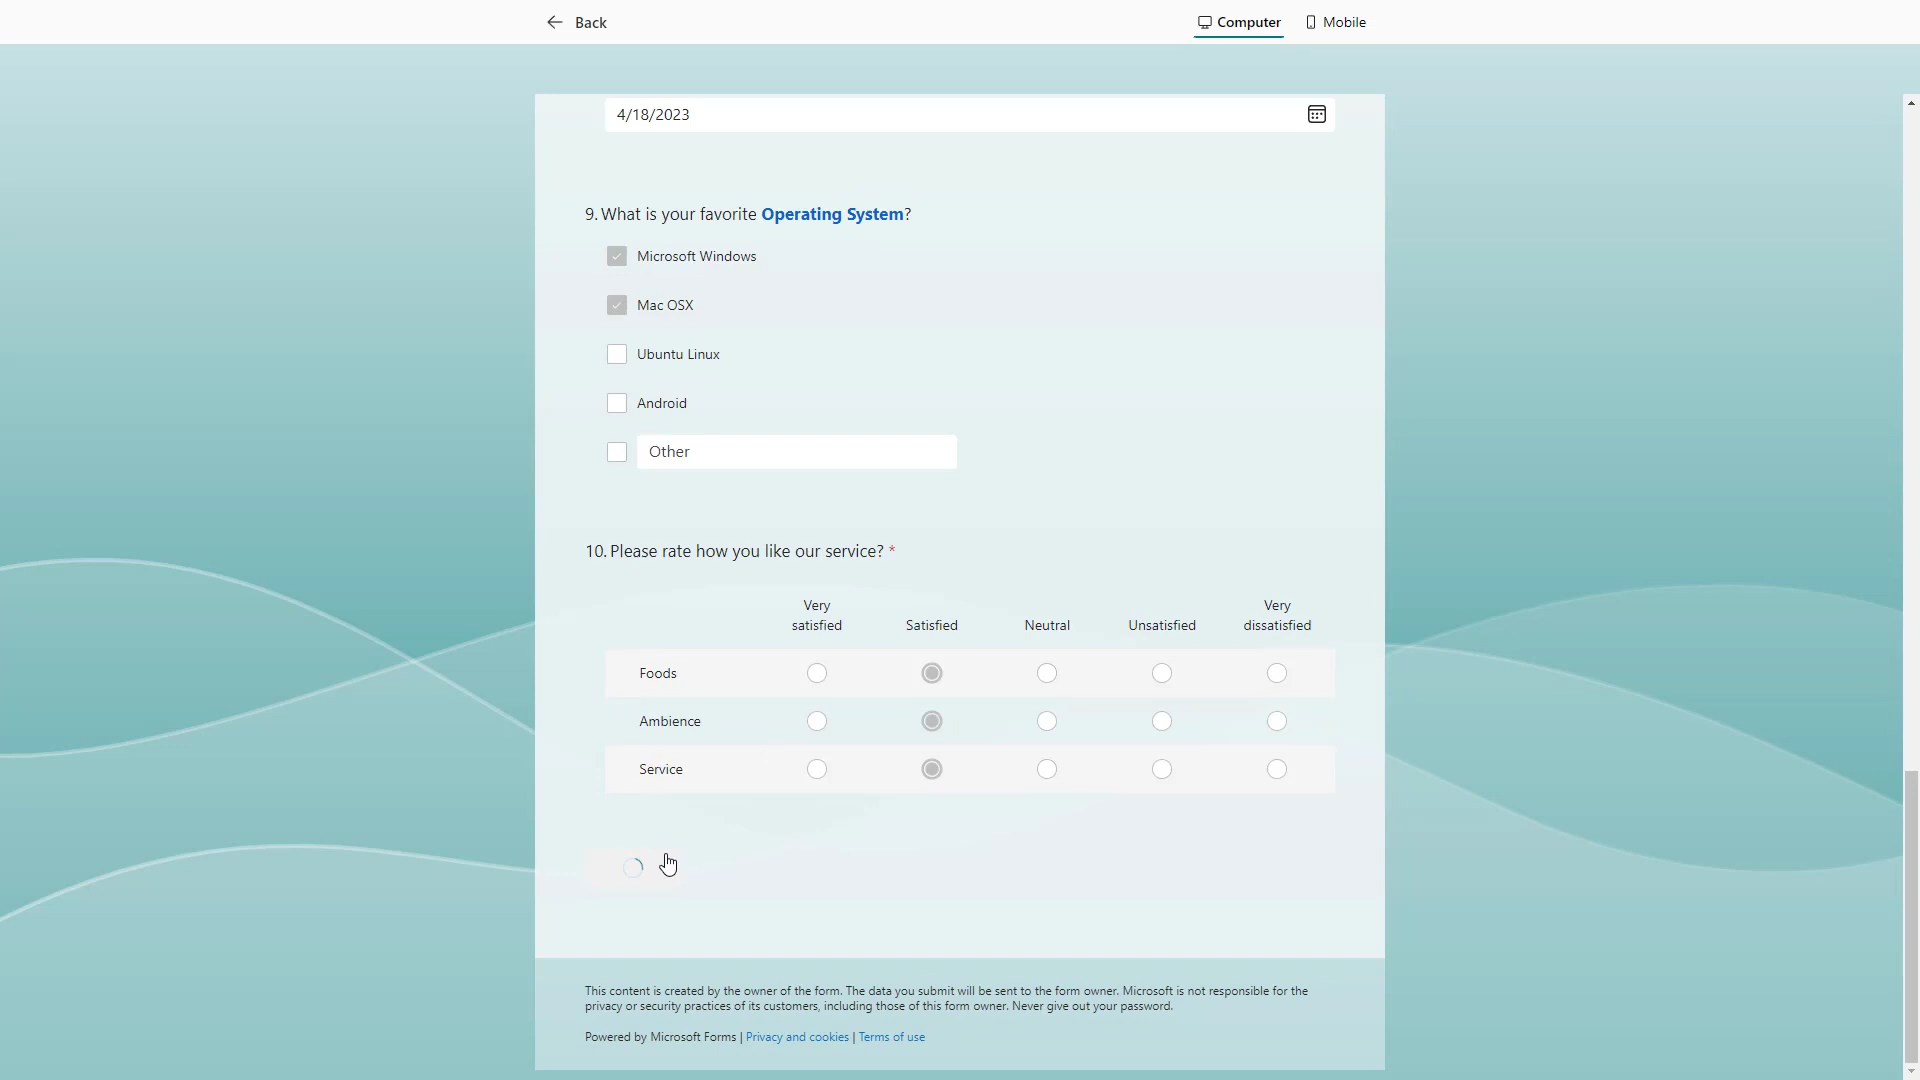 Back
Computer
Mobile
4/18/2023
9. What is your favorite Operating System?
Microsoft Windows
Mac OSX
Ubuntu Linux
Android
Other
10. Please rate how you like our service? *
Very satisfied
Satisfied
Neutral
Unsatisfied
Very dissatisfied
Foods
Ambience
Service
This content is created by the owner of the form. The data you submit will be sent to the form owner. Microsoft is not responsible for the
privacy or security practices of its customers, including those of this form owner. Never give out your password.
Powered by Microsoft Forms | Privacy and cookies | Terms of use